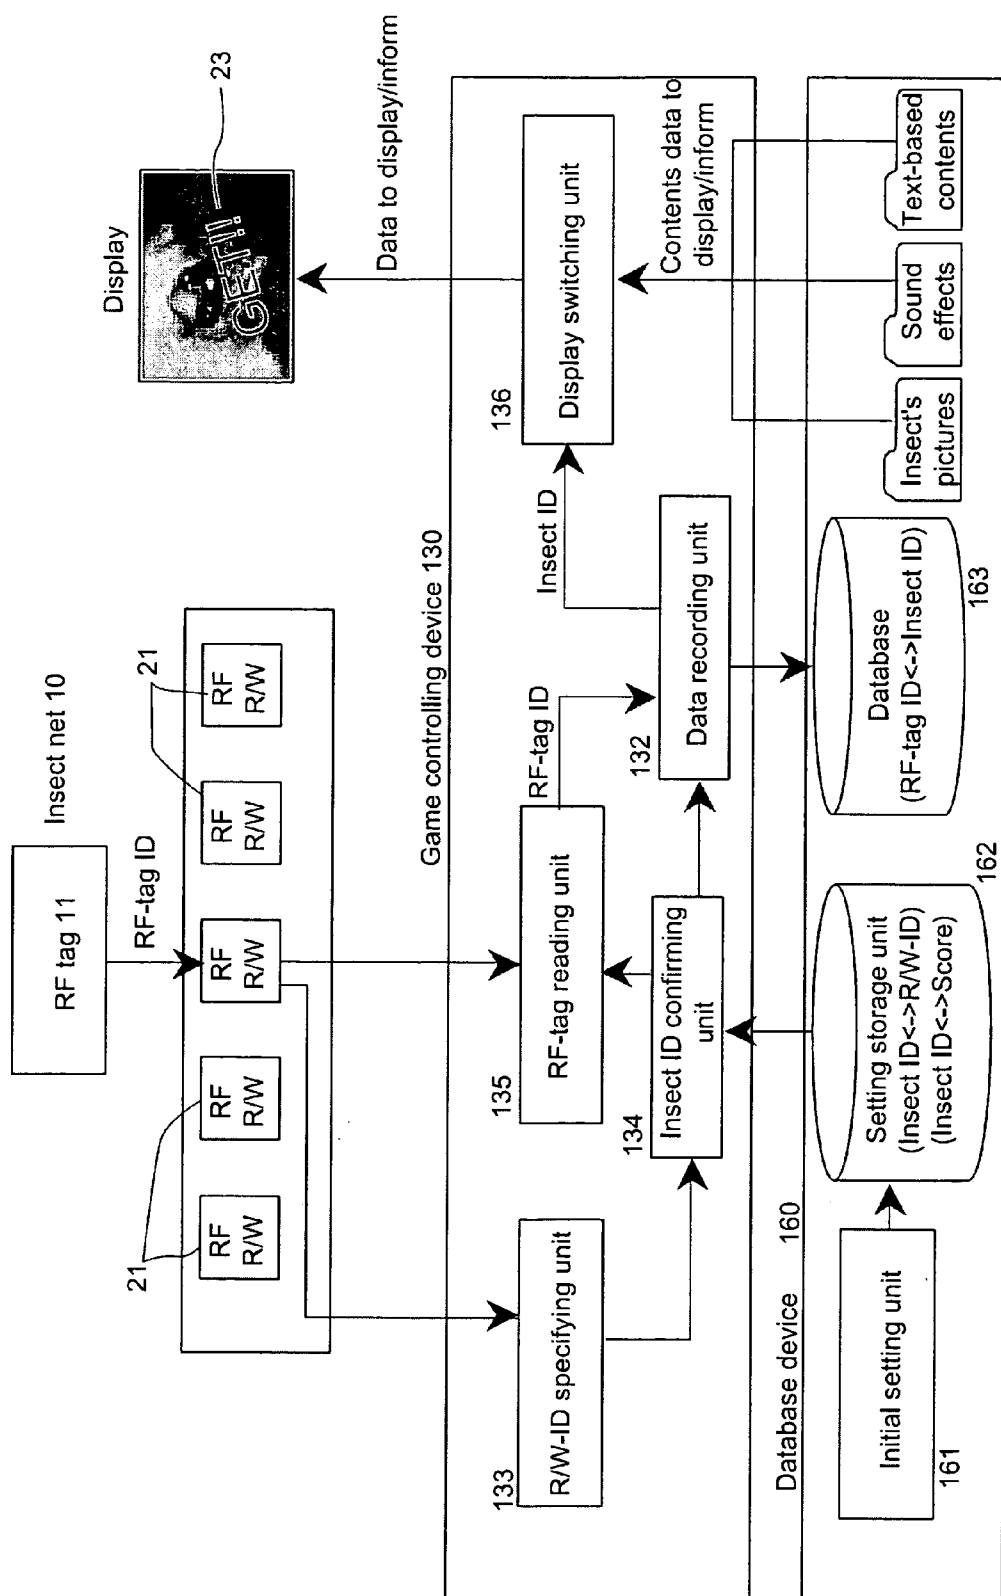 Insect net 10
RF tag 11
RF-tag ID
Display
GET!!
23
21
RF
R/W
RF
R/W
RF
R/W
RF
R/W
RF
R/W
21
Data to display/inform
Game controlling device 130
133
R/W-ID specifying unit
135
RF-tag reading unit
RF-tag ID
134
Insect ID confirming
unit
132
Data recording unit
Insect ID
136
Display switching unit
Contents data to
display/inform
Database device 160
Initial setting unit
161
Setting storage unit
(Insect ID<->R/W-ID)
(Insect ID<->Score)
162
Database
(RF-tag ID<->Insect ID)
163
Insect's
pictures
Sound
effects
Text-based
contents